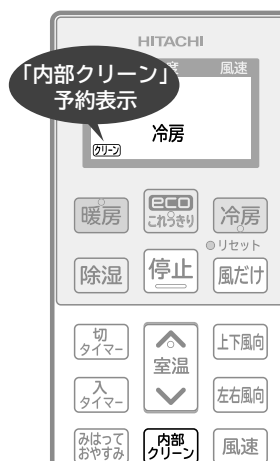 HITACHI
「内部クリーン」
予約表示
度 風速
冷房
クリーン
暖房 eco これっきり 冷房
リセット
除湿 停止 風だけ
切タイマー 室温 上下風向
入タイマー 左右風向
みはっておやすみ 内部クリーン 風速